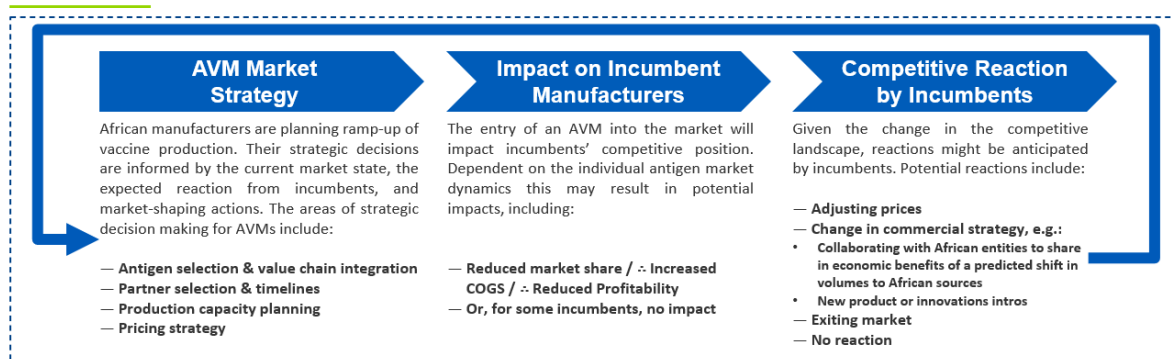 AVM Market
Strategy
African manufacturers are planning ramp-up of
vaccine production. Their strategic decisions
are informed by the current market state, the
expected reaction from incumbents, and
market-shaping actions. The areas of strategic
decision making for AVMs include:
— Antigen selection & value chain integration
— Partner selection & timelines
— Production capacity planning
— Pricing strategy
Impact on Incumbent
Manufacturers
The entry of an AVM into the market will
impact incumbents’ competitive position.
Dependent on the individual antigen market
dynamics this may result in potential
impacts, including:
— Reduced market share / ∴ Increased
COGS / ∴ Reduced Profitability
— Or, for some incumbents, no impact
Competitive Reaction
by Incumbents
Given the change in the competitive
landscape, reactions might be anticipated
by incumbents. Potential reactions include:
— Adjusting prices
— Change in commercial strategy, e.g.:
• Collaborating with African entities to share
in economic benefits of a predicted shift in
volumes to African sources
• New product or innovations intros
— Exiting market
— No reaction